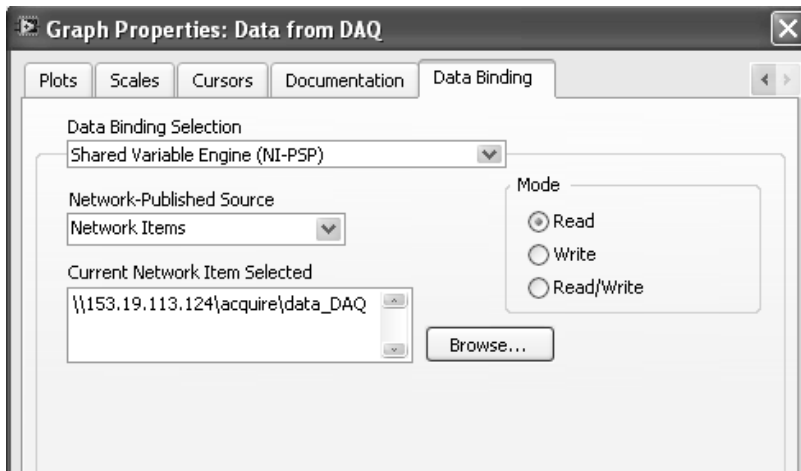 Graph Properties: Data from DAQ
Plots Scales Cursors Documentation Data Binding
Data Binding Selection
Shared Variable Engine (NI-PSP)
Network-Published Source
Network Items
Current Network Item Selected
\\153.19.113.124\acquire\data_DAQ
Browse...
Mode
Read
Write
Read/Write